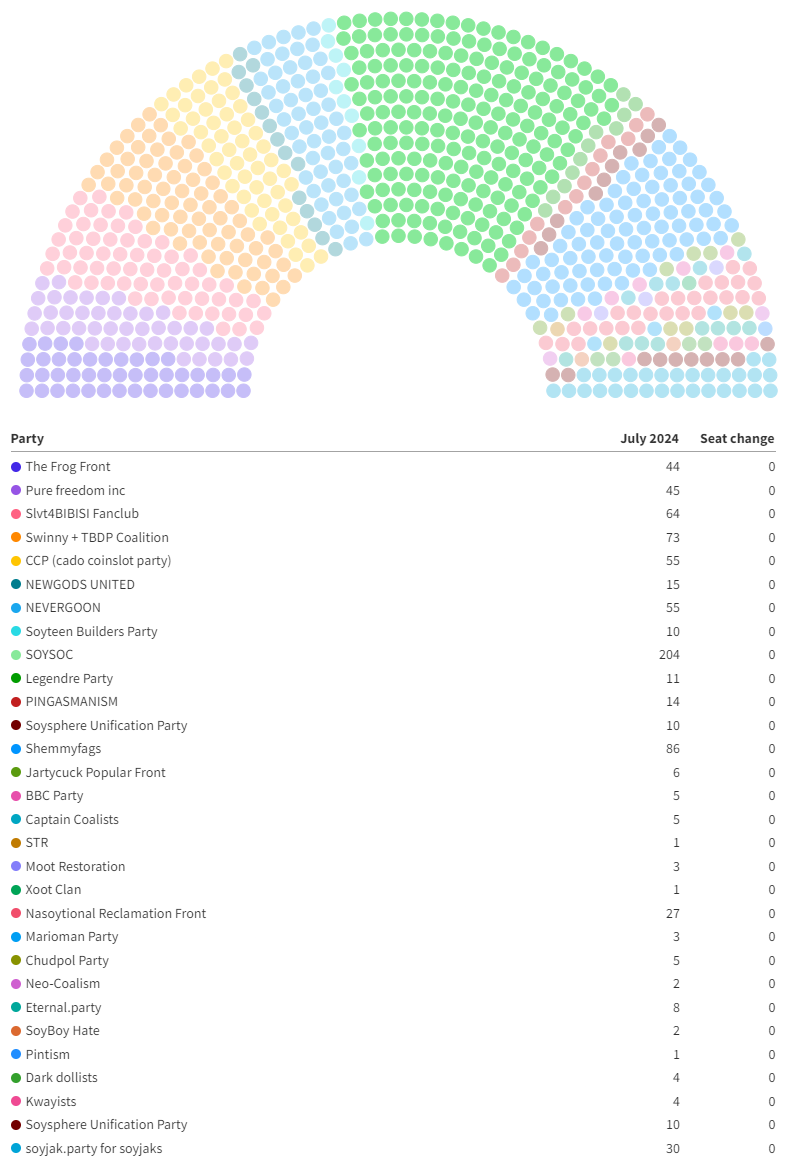 Party July 2024 Seat change
The Frog Front 44 0
Pure freedom inc 45 0
Slvt4BIBISI Fanclub 64 0
Swinny + TBDP Coalition 73 0
CCP (cado coinslot party) 55 0
NEWGODS UNITED 15 0
NEVERGOON 55 0
Soyteen Builders Party 10 0
SOYSOC 204 0
Legendre Party 11 0
PINGASMANISM 14 0
Soysphere Unification Party 10 0
Shemmyfags 86 0
Jartycuck Popular Front 6 0
BBC Party 5 0
Captain Coalists 5 0
STR 1 0
Moot Restoration 3 0
Xoot Clan 1 0
Nasoytional Reclamation Front 27 0
Marioman Party 3 0
Chudpol Party 5 0
Neo-Coalism 2 0
Eternal.party 8 0
SoyBoy Hate 2 0
Pintism 1 0
Dark dollists 4 0
Kwayists 4 0
Soysphere Unification Party 10 0
soyjak.party for soyjaks 30 0